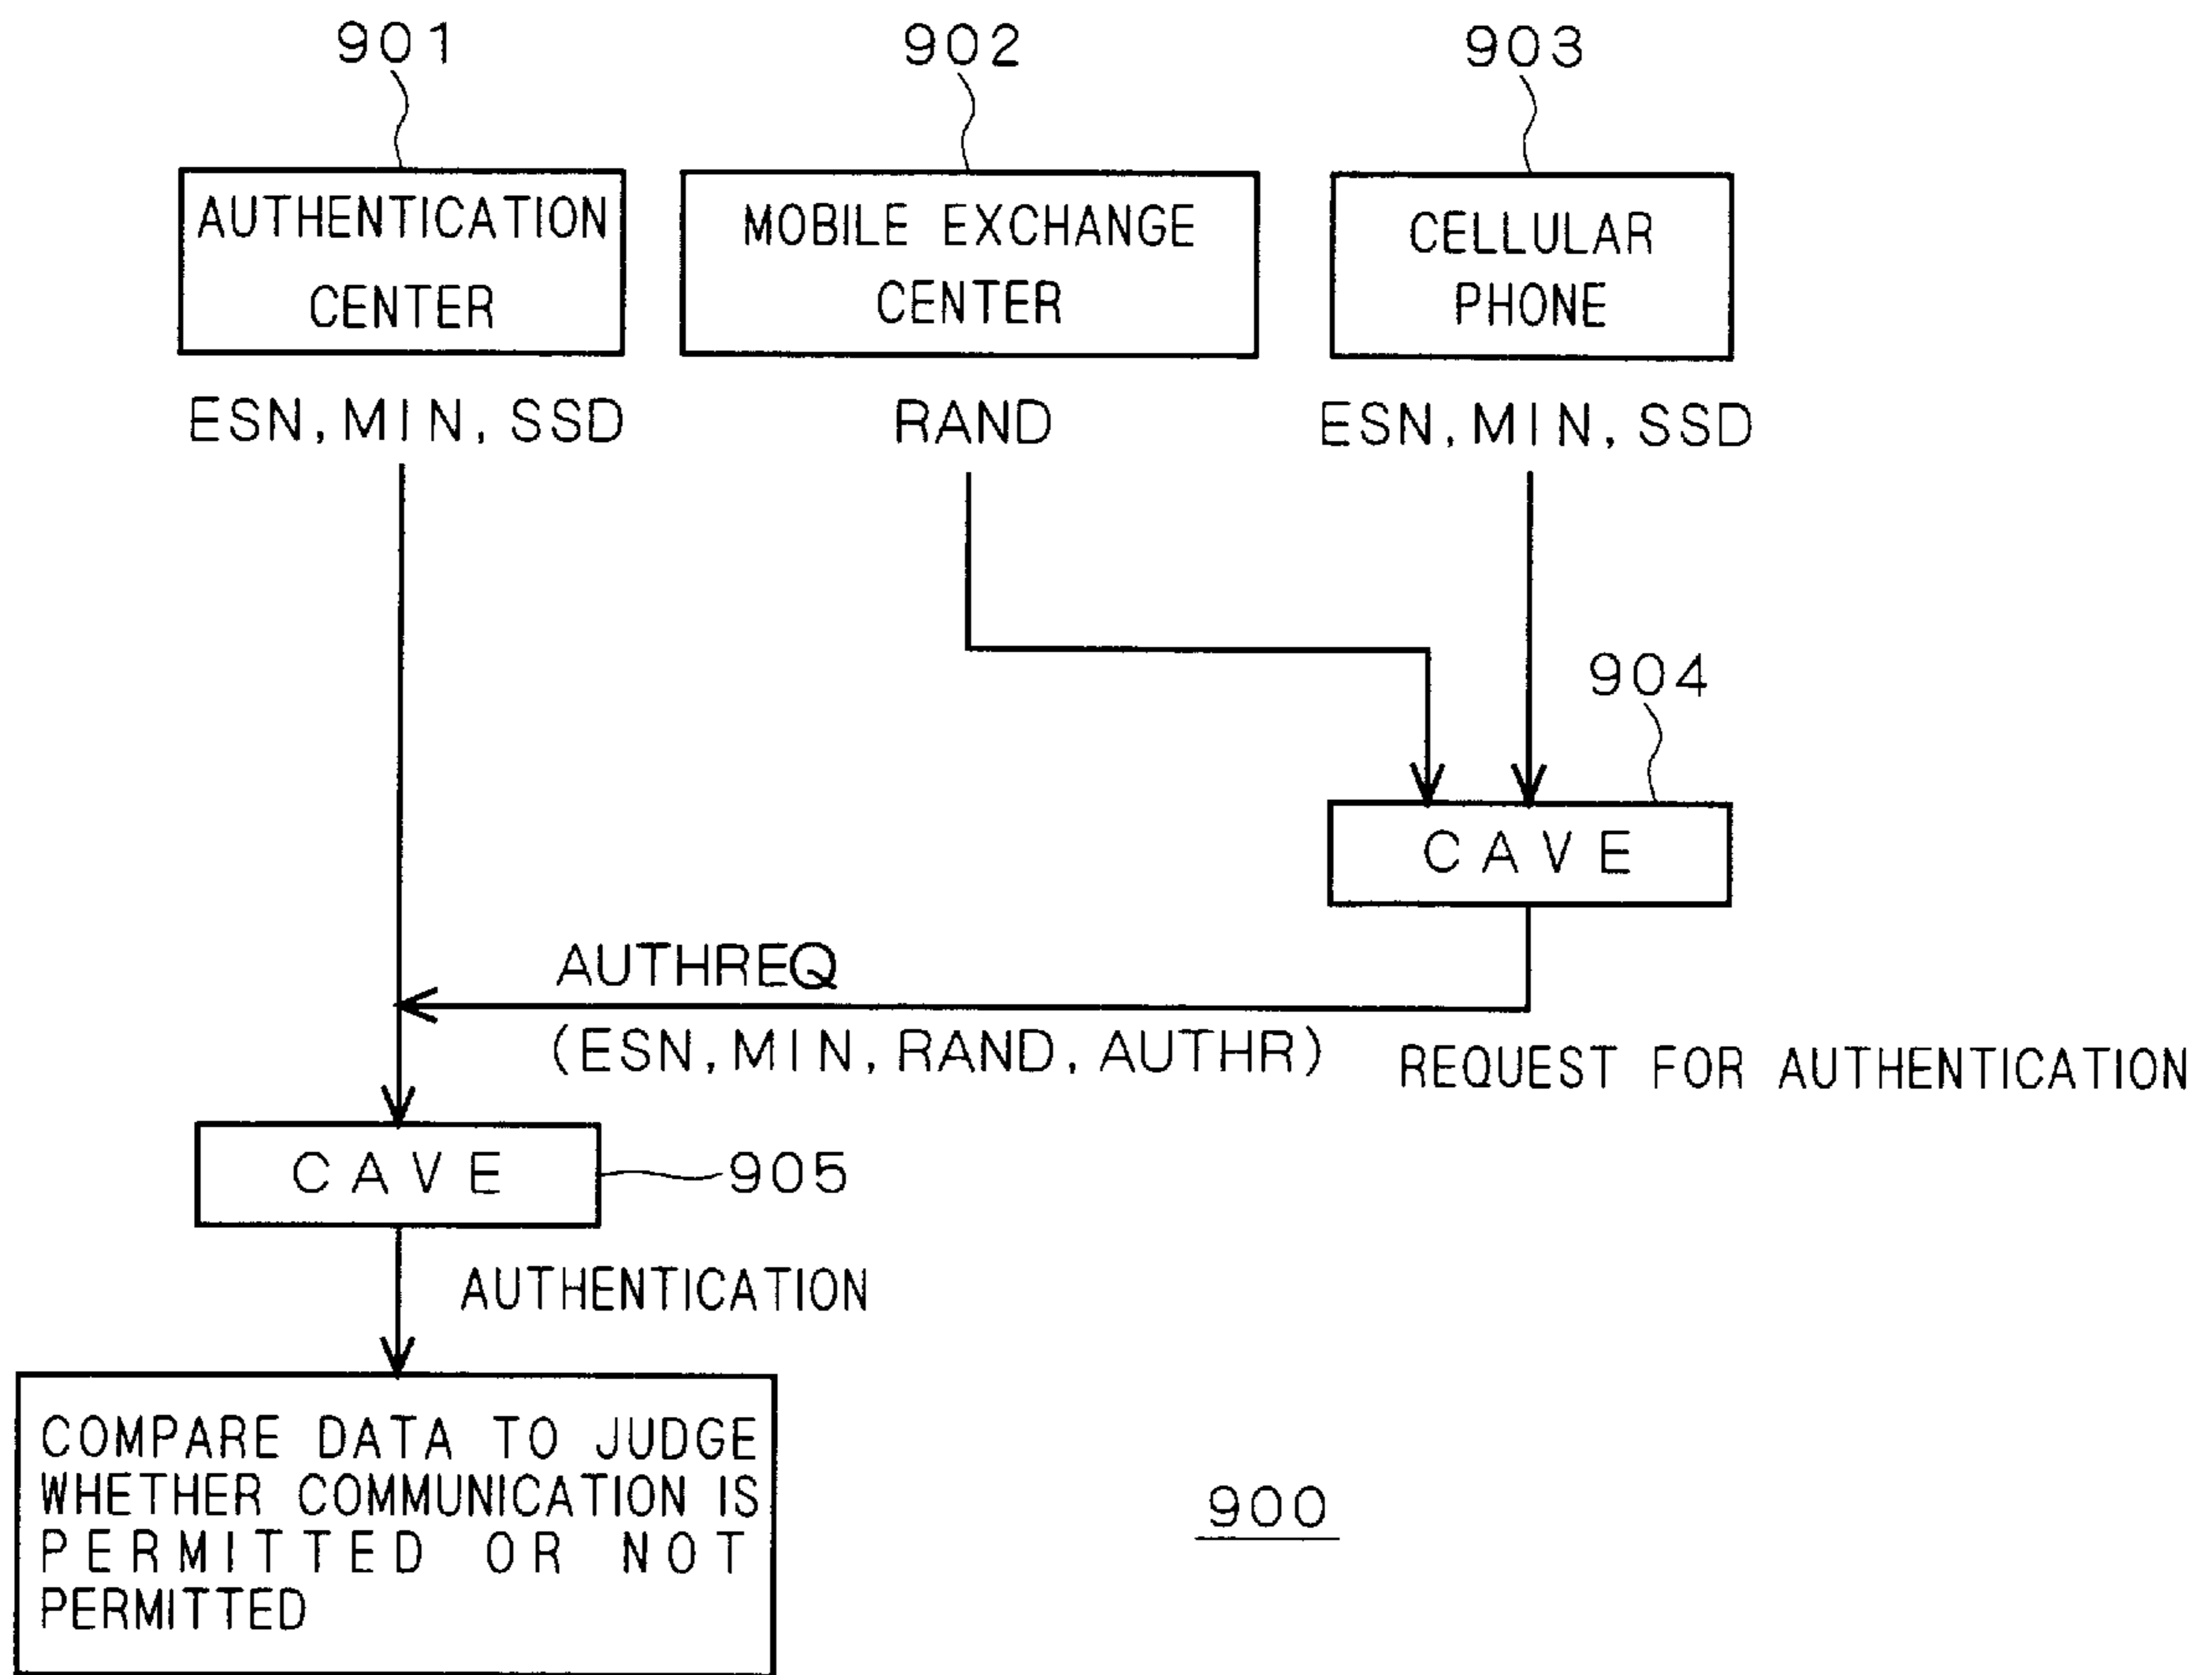 901
902
903
AUTHENTICATION
CENTER
MOBILE EXCHANGE
CENTER
CELLULAR
PHONE
ESN, MIN, SSD
RAND
ESN, MIN, SSD
904
CAVE
AUTHREQ
(ESN, MIN, RAND, AUTHR)
REQUEST FOR AUTHENTICATION
CAVE
905
AUTHENTICATION
COMPARE DATA TO JUDGE
WHETHER COMMUNICATION IS
PERMITTED OR NOT
PERMITTED
900